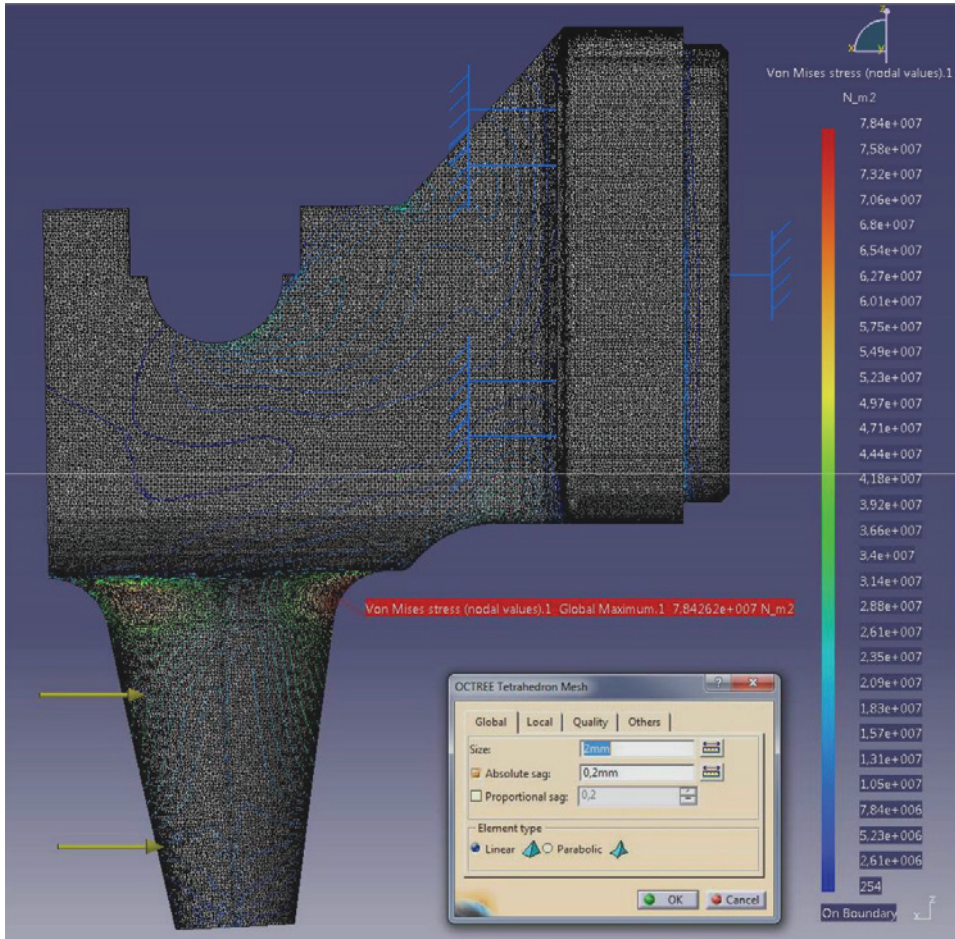 z
x
y
Von Mises stress (nodal values).1
N_m2
7,84e+007
7,58e+007
7,32e+007
7,06e+007
6,8e+007
6,54e+007
6,27e+007
6,01e+007
5,75e+007
5,49e+007
5,23e+007
4,97e+007
4,71e+007
4,44e+007
4,18e+007
3,92e+007
3,66e+007
3,4e+007
3,14e+007
2,88e+007
2,61e+007
2,35e+007
2,09e+007
1,83e+007
1,57e+007
1,31e+007
1,05e+007
7,84e+006
5,23e+006
2,61e+006
254
On Boundary
x z
Von Mises stress (nodal values).1 Global Maximum.1 7,84262e+007 N_m2
OCTREE Tetrahedron Mesh
Global Local Quality Others
Size: 2mm
Absolute sag: 0,2mm
Proportional sag: 0,2
Element type
Linear Parabolic
OK Cancel